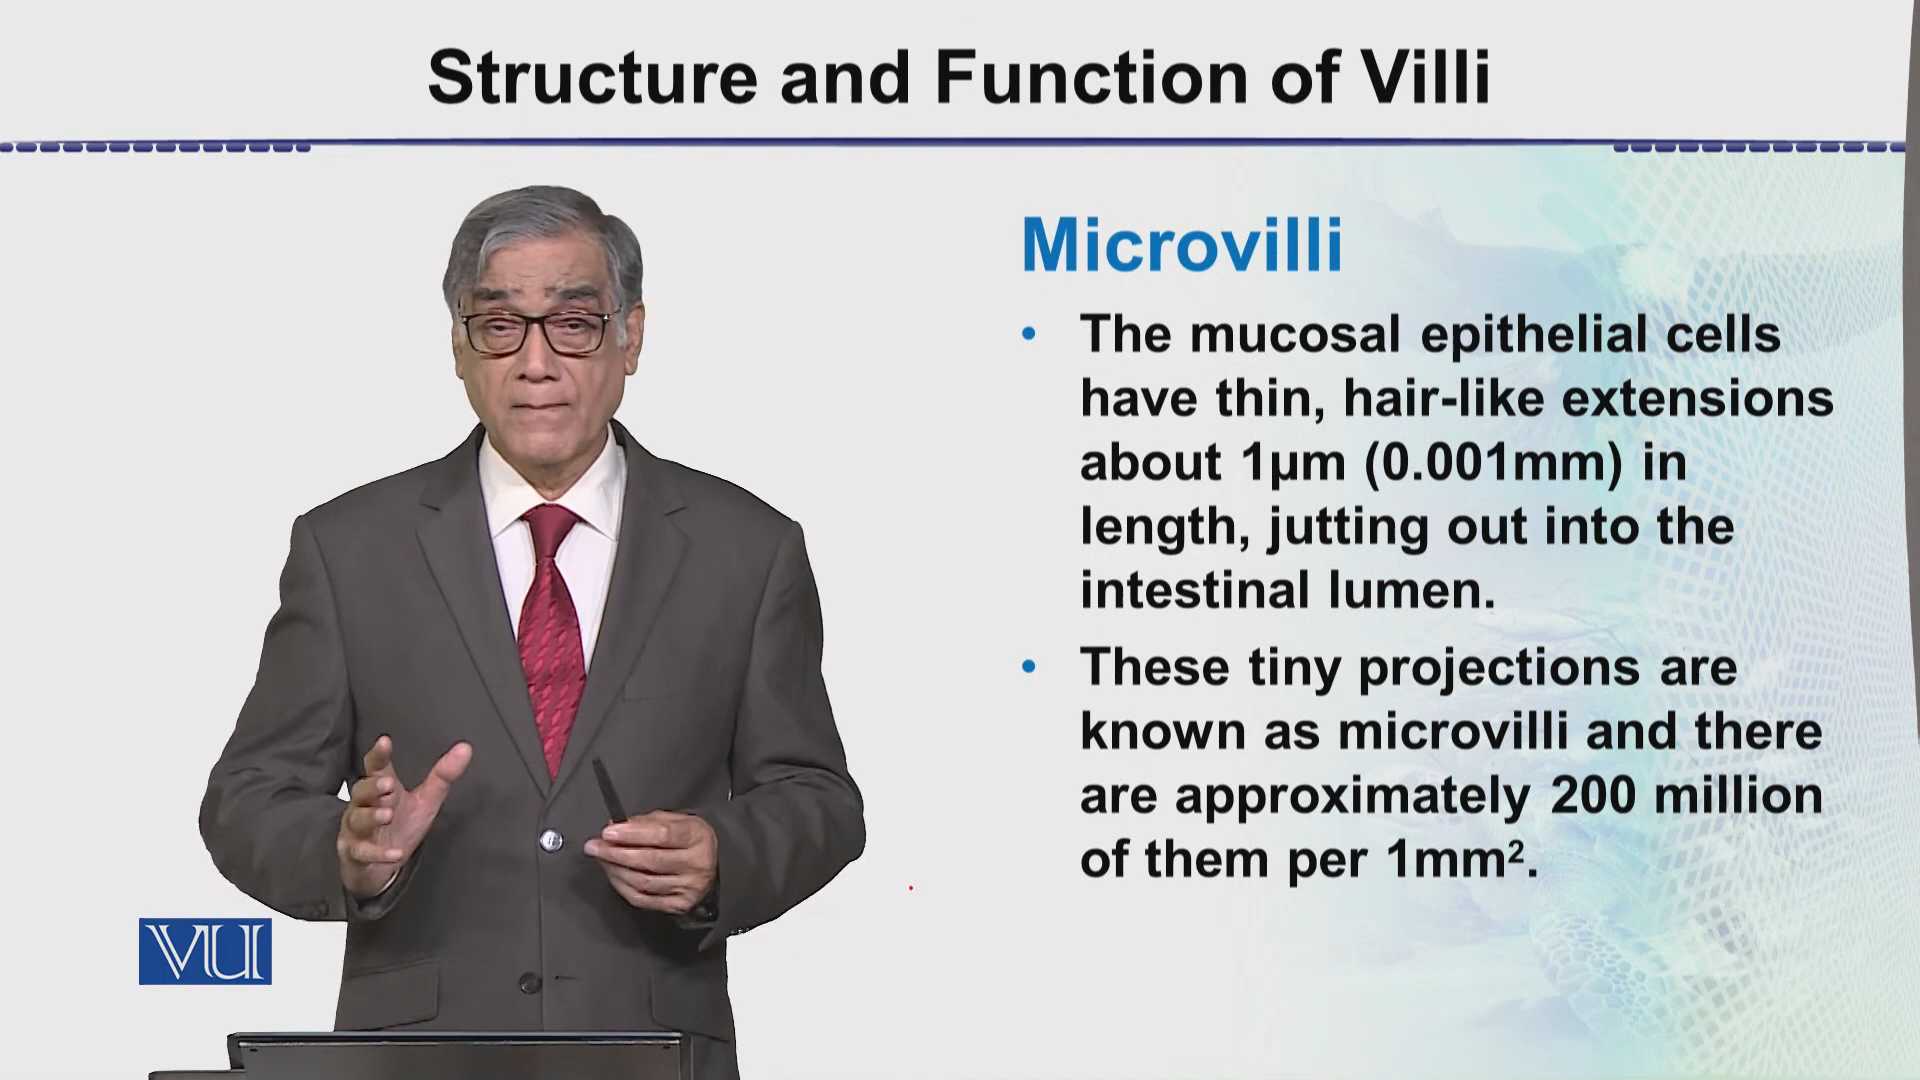 Structure and Function of Villi
Microvilli
• The mucosal epithelial cells
have thin, hair-like extensions
about 1µm (0.001mm) in
length, jutting out into the
intestinal lumen.
• These tiny projections are
known as microvilli and there
are approximately 200 million
of them per 1mm².
VU